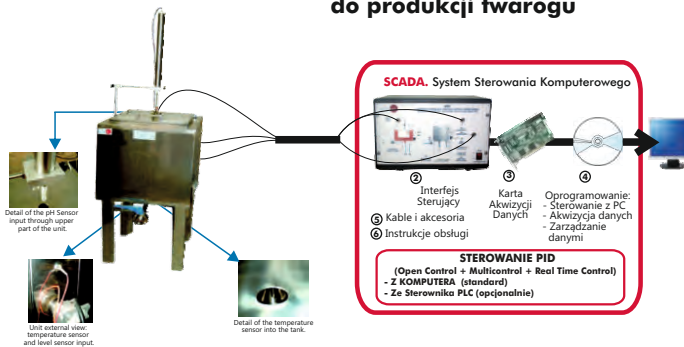 do produkcji twarogu
SCADA. System Sterowania Komputerowego
2
Interfejs
Sterujący
3
Karta
Akwizycji
Danych
4
Oprogramowanie:
- Sterowanie z PC
- Akwizycja danych
- Zarządzanie
danymi
5 Kable i akcesoria
6 Instrukcje obsługi
STEROWANIE PID
(Open Control + Multicontrol + Real Time Control)
- Z KOMPUTERA (standard)
- Ze Sterownika PLC (opcjonalnie)
Detail of the pH Sensor
input through upper
part of the unit.
Unit external view:
temperature sensor
and level sensor input.
Detail of the temperature
sensor into the tank.